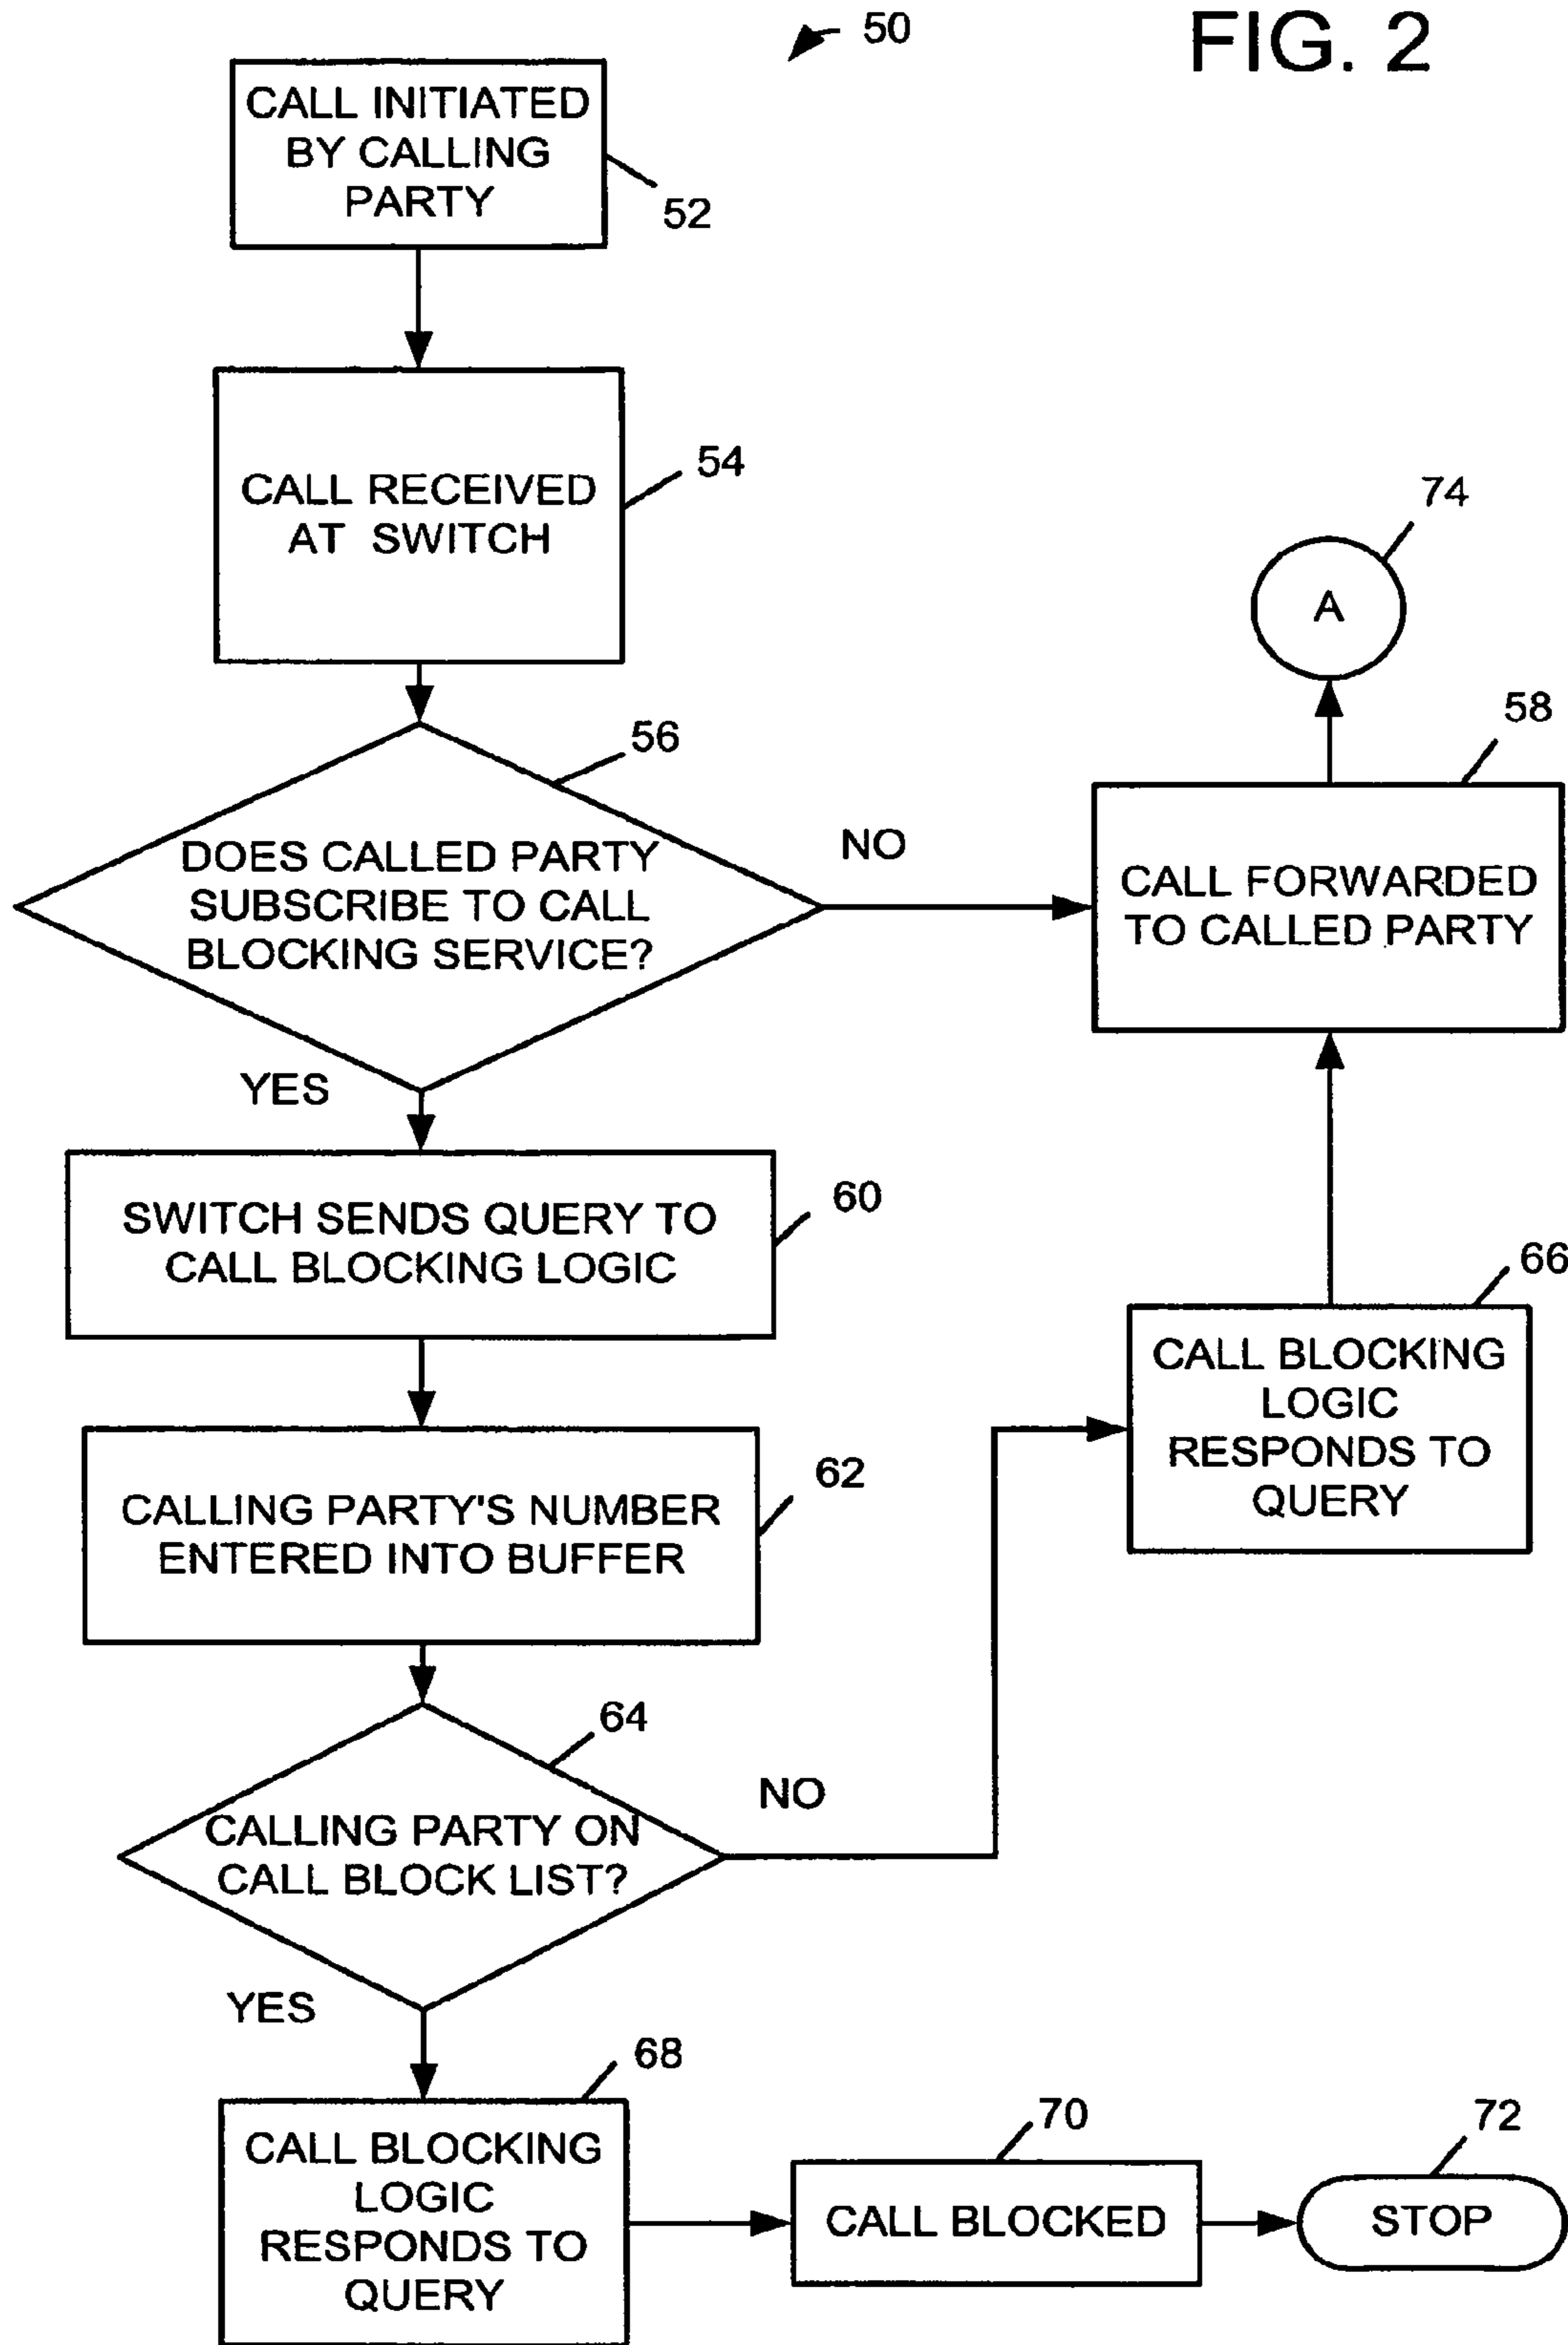 FIG. 2
50
CALL INITIATED
BY CALLING
PARTY
52
CALL RECEIVED
AT SWITCH
54
DOES CALLED PARTY
SUBSCRIBE TO CALL
BLOCKING SERVICE?
56
NO
YES
CALL FORWARDED
TO CALLED PARTY
58
A
74
SWITCH SENDS QUERY TO
CALL BLOCKING LOGIC
60
CALLING PARTY'S NUMBER
ENTERED INTO BUFFER
62
CALLING PARTY ON
CALL BLOCK LIST?
64
NO
YES
CALL BLOCKING
LOGIC
RESPONDS TO
QUERY
66
CALL BLOCKING
LOGIC
RESPONDS TO
QUERY
68
CALL BLOCKED
70
STOP
72